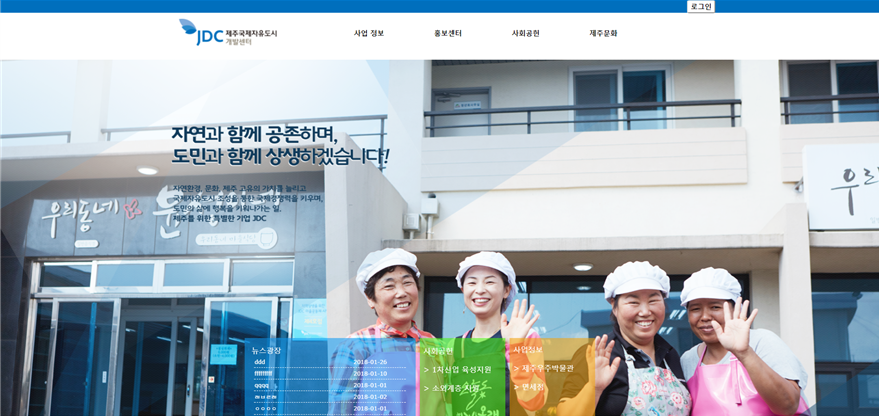 로그인
JDC 제주국제자유도시
개발센터
사업 정보 홍보센터 사회공헌 제주문화
자연과 함께 공존하며,
도민과 함께 상생하겠습니다!
자연환경, 문화, 제주 고유의 가치를 높이고
국제자유도시 조성을 통한 국제경쟁력을 키우며,
도민의 삶에 행복을 키워나가는 일,
제주를 위한 특별한 기업 JDC
우리동네
우리
뉴스광장
ddd 2018-01-26
2018-01-10
qqqq 2018-01-01
2018-01-02
ㅇㅇㅇㅇ 2018-01-01
사회공헌
> 1차산업 육성지원
> 소외계층 지원
사업정보
> 제주우주박물관
> 면세점